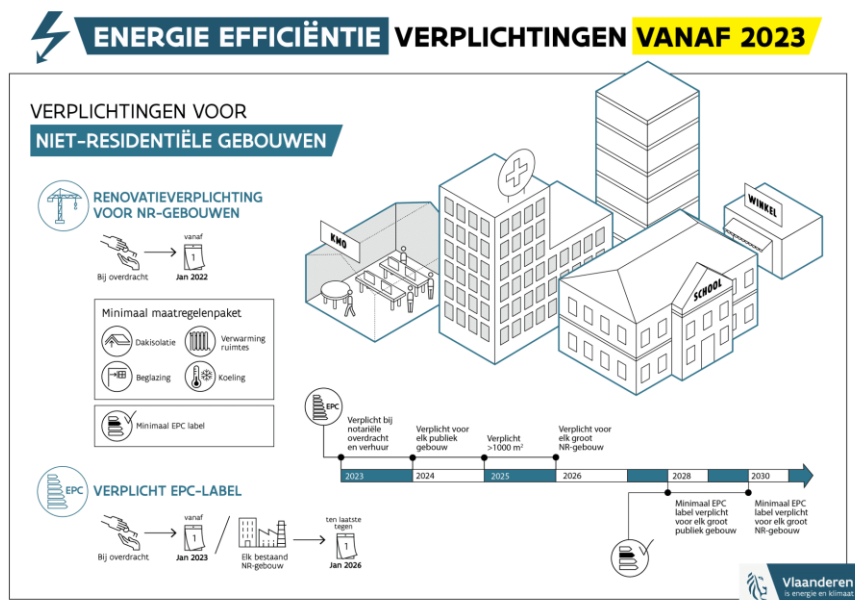 ENERGIE EFFICIËNTIE VERPLICHTINGEN VANAF 2023
VERPLICHTINGEN VOOR
NIET-RESIDENTIËLE GEBOUWEN
RENOVATIEVERPLICHTING
VOOR NR-GEBOUWEN
Bij overdracht
vanaf
1
Jan 2022
Minimaal maatregelenpakket
Dakisolatie
Verwarming
ruimtes
Beglazing
Koeling
Minimaal EPC label
EPC
VERPLICHT EPC-LABEL
Bij overdracht
vanaf
1
Jan 2023
/
Elk bestaand
NR-gebouw
ten laatste
tegen
1
Jan 2026
KMO
SCHOOL
WINKEL
EPC
Verplicht bij
notariële
overdracht
en verhuur
Verplicht voor
elk publiek
gebouw
Verplicht
>1000 m²
Verplicht voor
elk groot
NR-gebouw
2023
2024
2025
2026
2028
2030
Minimaal EPC
label verplicht
voor elk groot
publiek gebouw
Minimaal EPC
label verplicht
voor elk groot
NR-gebouw
Vlaanderen
is energie en klimaat